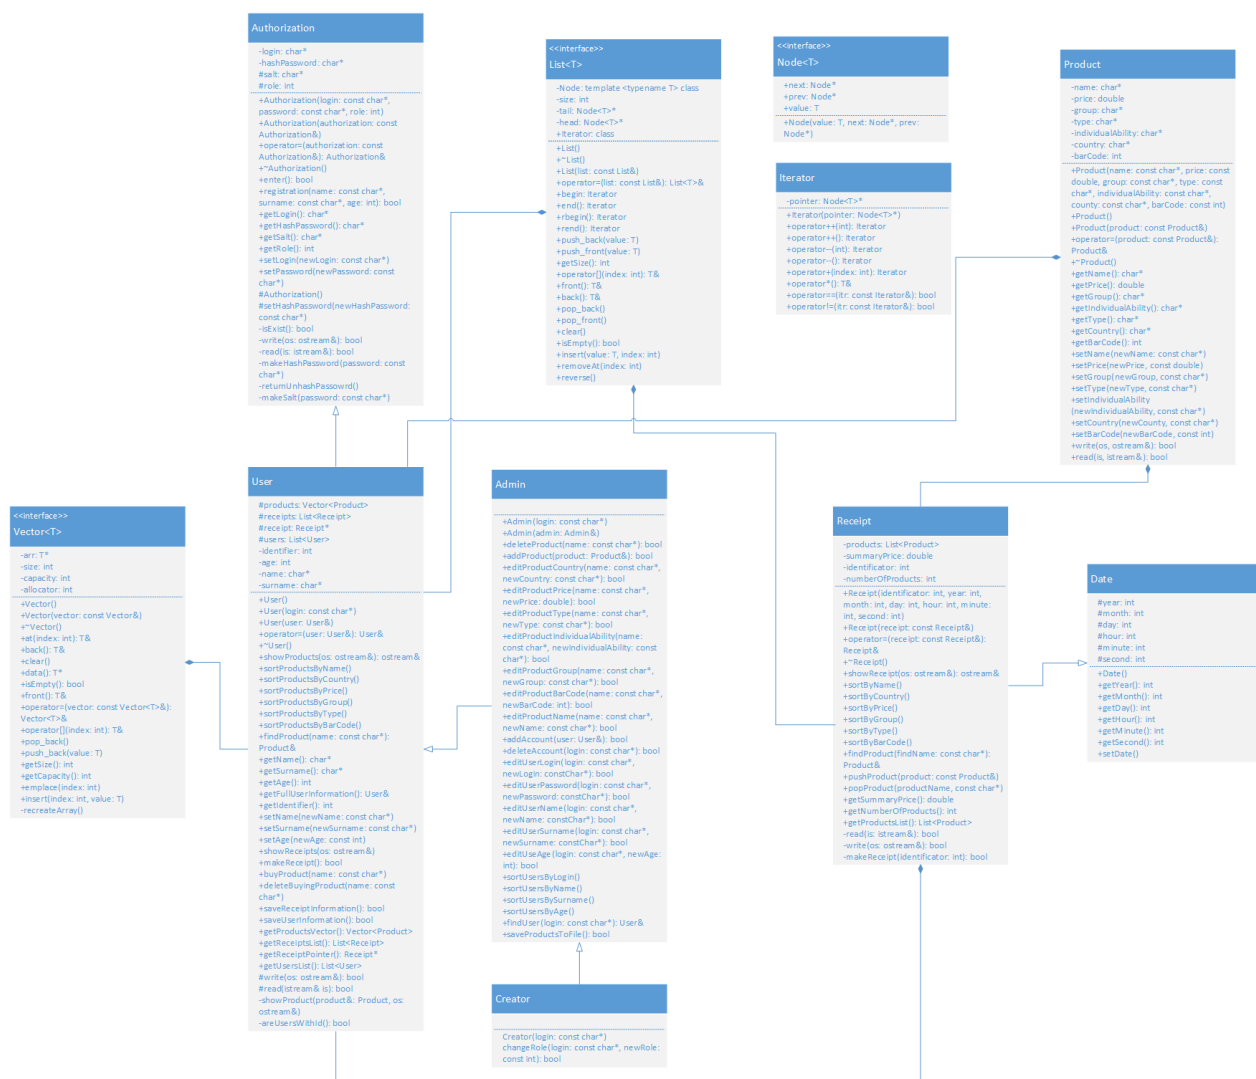 Authorization
-login: char*
-hashPassword: char*
#salt: char*
#role: int
+Authorization(login: const char*,
password: const char*, role: int)
+Authorization(authorization: const
Authorization&)
+operator=(authorization: const
Authorization&): Authorization&
+~Authorization()
+enter(): bool
+registration(name: const char*,
surname: const char*, age: int): bool
+getLogin(): char*
+getHashPassword(): char*
+getSalt(): char*
+getRole(): int
+setLogin(newLogin: const char*)
+setPassword(newPassword: const
char*)
#Authorization()
#setHashPassword(newHashPassword:
const char*)
-isExist(): bool
-write(os: ostream&): bool
-read(is: istream&): bool
-makeHashPassword(password: const
char*)
-returnUnhashPassowrd()
-makeSalt(password: const char*)
<<interface>>
List<T>
-Node: template <typename T> class
-size: int
-tail: Node<T>*
-head: Node<T>*
+Iterator: class
+List()
+~List()
+List(list: const List&)
+operator=(list: const List&): List<T>&
+begin: Iterator
+end(): Iterator
+rbegin(): Iterator
+rend(): Iterator
+push_back(value: T)
+push_front(value: T)
+getSize(): int
+operator[](index: int): T&
+front(): T&
+back(): T&
+pop_back()
+pop_front()
+clear()
+isEmpty(): bool
+insert(value: T, index: int)
+removeAt(index: int)
+reverse()
<<interface>>
Node<T>
+next: Node*
+prev: Node*
+value: T
+Node(value: T, next: Node*, prev:
Node*)
Iterator
-pointer: Node<T>*
+Iterator(pointer: Node<T>*)
+operator++(int): Iterator
+operator++(): Iterator
+operator--(int): Iterator
+operator--(): Iterator
+operator+(index: int): Iterator
+operator*(): T&
+operator==(itr: const Iterator&): bool
+operator!=(itr: const Iterator&): bool
Product
-name: char*
-price: double
-group: char*
-type: char*
-individualAbility: char*
-country: char*
-barCode: int
+Product(name: const char*, price: const
double, group: const char*, type: const
char*, individualAbility: const char*,
county: const char*, barCode: const int)
+Product()
+Product(product: const Product&)
+operator=(product: const Product&):
Product&
+~Product()
+getName(): char*
+getPrice(): double
+getGroup(): char*
+getIndividualAbility(): char*
+getType(): char*
+getCountry(): char*
+getBarCode(): int
+setName(newName: const char*)
+setPrice(newPrice, const double)
+setGroup(newGroup, const char*)
+setType(newType, const char*)
+setIndividualAbility
(newIndividualAbility, const char*)
+setCountry(newCounty, const char*)
+setBarCode(newBarCode, const int)
+write(os, ostream&): bool
+read(is, istream&): bool
<<interface>>
Vector<T>
-arr: T*
-size: int
-capacity: int
-allocator: int
+Vector()
+Vector(vector: const Vector&)
+~Vector()
+at(index: int): T&
+back(): T&
+clear()
+data(): T*
+isEmpty(): bool
+front(): T&
+operator=(vector: const Vector<T>&):
Vector<T>&
+operator[](index: int): T&
+pop_back()
+push_back(value: T)
+getSize(): int
+getCapacity(): int
+emplace(index: int)
+insert(index: int, value: T)
-recreateArray()
User
#products: Vector<Product>
#receipts: List<Receipt>
#receipt: Receipt*
#users: List<User>
-identifier: int
-age: int
-name: char*
-surname: char*
+User()
+User(login: const char*)
+User(user: User&)
+operator=(user: User&): User&
+~User()
+showProducts(os: ostream&): ostream&
+sortProductsByName()
+sortProductsByCountry()
+sortProductsByPrice()
+sortProductsByGroup()
+sortProductsByType()
+sortProductsByBarCode()
+findProduct(name: const char*):
Product&
+getName(): char*
+getSurname(): char*
+getAge(): int
+getFullUserInformation(): User&
+getIdentifier(): int
+setName(newName: const char*)
+setSurname(newSurname: const char*)
+setAge(newAge: const int)
+showReceipts(os: ostream&)
+makeReceipt(): bool
+buyProduct(name: const char*)
+deleteBuyingProduct(name: const
char*)
+saveReceiptInformation(): bool
+saveUserInformation(): bool
+getProductsVector(): Vector<Product>
+getReceiptsList(): List<Receipt>
+getReceiptPointer(): Receipt*
+getUsersList(): List<User>
#write(os: ostream&): bool
#read(istream& is): bool
-showProduct(product&: Product, os:
ostream&)
-areUsersWithId(): bool
Admin
+Admin(login: const char*)
+Admin(admin: Admin&)
+deleteProduct(name: const char*): bool
+addProduct(product: Product&): bool
+editProductCountry(name: const char*,
newCountry: const char*): bool
+editProductPrice(name: const char*,
newPrice: double): bool
+editProductType(name: const char*,
newType: const char*): bool
+editProductIndividualAbility(name:
const char*, newIndividualAbility: const
char*): bool
+editProductGroup(name: const char*,
newGroup: const char*): bool
+editProductBarCode(name: const char*,
newBarCode: int): bool
+editProductName(name: const char*,
newName: const char*): bool
+addAccount(user: User&): bool
+deleteAccount(login: const char*): bool
+editUserLogin(login: const char*,
newLogin: constChar*): bool
+editUserPassword(login: const char*,
newPassword: constChar*): bool
+editUserName(login: const char*,
newName: constChar*): bool
+editUserSurname(login: const char*,
newSurname: constChar*): bool
+editUseAge(login: const char*, newAge:
int): bool
+sortUsersByLogin()
+sortUsersByName()
+sortUsersBySurname()
+sortUsersByAge()
+findUser(login: const char*): User&
+saveProductsToFile(): bool
Creator
Creator(login: const char*)
changeRole(login: const char*, newRole:
const int): bool
Receipt
-products: List<Product>
-summaryPrice: double
-identificator: int
-numberOfProducts: int
+Receipt(identificator: int, year: int,
month: int, day: int, hour: int, minute:
int, second: int)
+Receipt(receipt: const Receipt&)
+operator=(receipt: const Receipt&):
Receipt&
+~Receipt()
+showReceipt(os: ostream&): ostream&
+sortByName()
+sortByCountry()
+sortByPrice()
+sortByGroup()
+sortByType()
+sortByBarCode()
+findProduct(findName: const char*):
Product&
+pushProduct(product: const Product&)
+popProduct(productName, const char*)
+getSummaryPrice(): double
+getNumberOfProducts(): int
+getProductsList(): List<Product>
-read(is: istream&): bool
-write(os: ostream&): bool
-makeReceipt(identificator: int): bool
Date
#year: int
#month: int
#day: int
#hour: int
#minute: int
#second: int
+Date()
+getYear(): int
+getMonth(): int
+getDay(): int
+getHour(): int
+getMinute(): int
+getSecond(): int
+setDate()